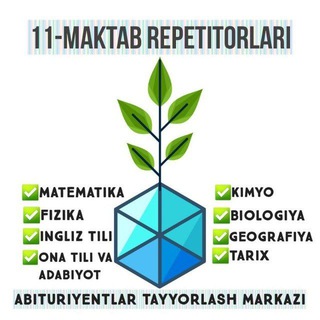 11-MAKTAB REPETITORLARI
MATEMATIKA
FIZIKA
INGLIZ TILI
ONA TILI VA
ADABIYOT
KIMYO
BIOLOGIYA
GEOGRAFIYA
TARIX
ABITURIYENTLAR TAYYORLASH MARKAZI